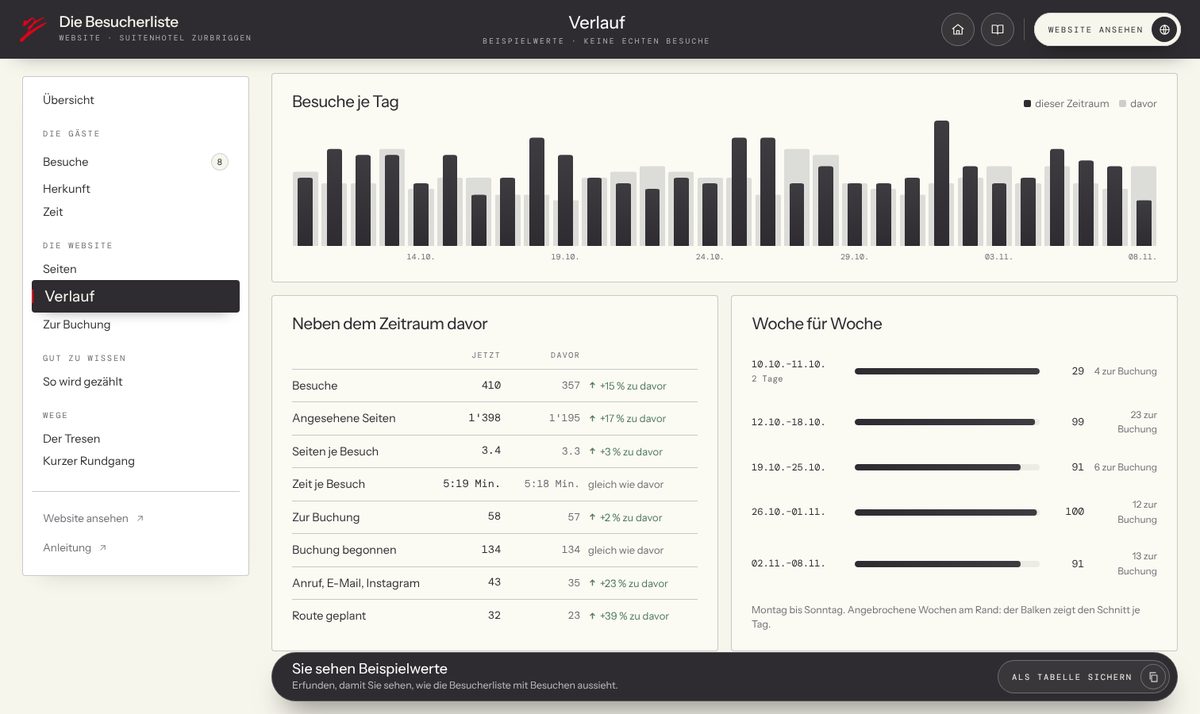 Die Besucherliste
WEBSITE · SUITENHOTEL ZURBRIGGEN
Verlauf
BEISPIELWERTE · KEINE ECHTEN BESUCHE
WEBSITE ANSEHEN
Übersicht
DIE GÄSTE
Besuche 8
Herkunft
Zeit
DIE WEBSITE
Seiten
Verlauf
Zur Buchung
GUT ZU WISSEN
So wird gezählt
WEGE
Der Tresen
Kurzer Rundgang
Website ansehen ↗
Anleitung ↗
Besuche je Tag
dieser Zeitraum davor
14.10. 19.10. 24.10. 29.10. 03.11. 08.11.
Neben dem Zeitraum davor
JETZT DAVOR
Besuche 410 357 ↑ +15 % zu davor
Angesehene Seiten 1'398 1'195 ↑ +17 % zu davor
Seiten je Besuch 3.4 3.3 ↑ +3 % zu davor
Zeit je Besuch 5:19 Min. 5:18 Min. gleich wie davor
Zur Buchung 58 57 ↑ +2 % zu davor
Buchung begonnen 134 134 gleich wie davor
Anruf, E-Mail, Instagram 43 35 ↑ +23 % zu davor
Route geplant 32 23 ↑ +39 % zu davor
Woche für Woche
10.10.–11.10. 29 4 zur Buchung
2 Tage
12.10.–18.10. 99 23 zur
Buchung
19.10.–25.10. 91 6 zur Buchung
26.10.–01.11. 100 12 zur
Buchung
02.11.–08.11. 91 13 zur
Buchung
Montag bis Sonntag. Angebrochene Wochen am Rand: der Balken zeigt den Schnitt je
Tag.
Sie sehen Beispielwerte
Erfunden, damit Sie sehen, wie die Besucherliste mit Besuchen aussieht.
ALS TABELLE SICHERN